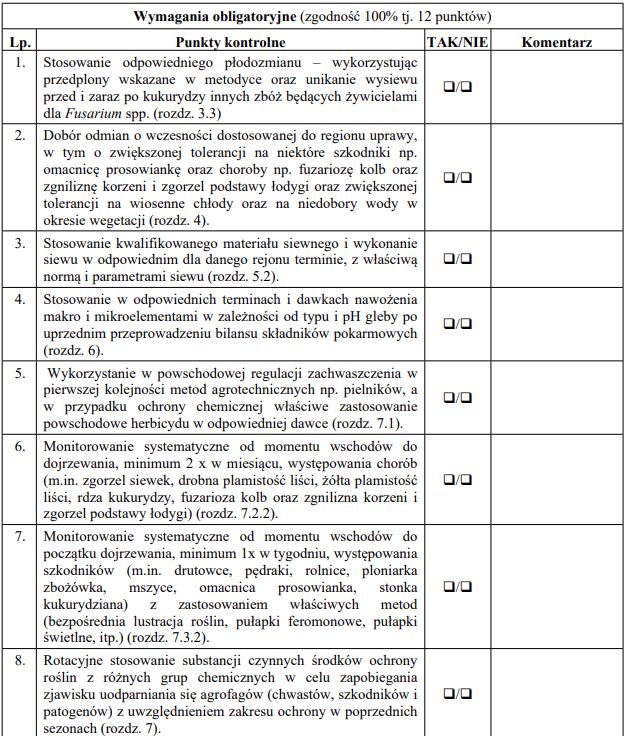 Wymagania obligatoryjne (zgodność 100% tj. 12 punktów)
Lp. Punkty kontrolne TAK/NIE Komentarz
1. Stosowanie odpowiedniego płodozmianu – wykorzystując
przedplony wskazane w metodyce oraz unikanie wysiewu
przed i zaraz po kukurydzy innych zbóż będących żywicielami
dla Fusarium spp. (rozdz. 3.3)
❑/❑
2. Dobór odmian o wczesności dostosowanej do regionu uprawy,
w tym o zwiększonej tolerancji na niektóre szkodniki np.
omacnicę prosowiankę oraz choroby np. fuzariozę kolb oraz
zgniliznę korzeni i zgorzel podstawy łodygi oraz zwiększonej
tolerancji na wiosenne chłody oraz na niedobory wody w
okresie wegetacji (rozdz. 4).
❑/❑
3. Stosowanie kwalifikowanego materiału siewnego i wykonanie
siewu w odpowiednim dla danego rejonu terminie, z właściwą
normą i parametrami siewu (rozdz. 5.2).
❑/❑
4. Stosowanie w odpowiednich terminach i dawkach nawożenia
makro i mikroelementami w zależności od typu i pH gleby po
uprzednim przeprowadzeniu bilansu składników pokarmowych
(rozdz. 6).
❑/❑
5. Wykorzystanie w powschodowej regulacji zachwaszczenia w
pierwszej kolejności metod agrotechnicznych np. pielników, a
w przypadku ochrony chemicznej właściwe zastosowanie
powschodowe herbicydu w odpowiedniej dawce (rozdz. 7.1).
❑/❑
6. Monitorowanie systematyczne od momentu wschodów do
dojrzewania, minimum 2 x w miesiącu, występowania chorób
(m.in. zgorzel siewek, drobna plamistość liści, żółta plamistość
liści, rdza kukurydzy, fuzarioza kolb oraz zgnilizna korzeni i
zgorzel podstawy łodygi) (rozdz. 7.2.2).
❑/❑
7. Monitorowanie systematyczne od momentu wschodów do
początku dojrzewania, minimum 1x w tygodniu, występowania
szkodników (m.in. drutowce, pędraki, rolnice, ploniarka
zbożówka, mszyce, omacnica prosowianka, stonka
kukurydziana) z zastosowaniem właściwych metod
(bezpośrednia lustracja roślin, pułapki feromonowe, pułapki
świetlne, itp.) (rozdz. 7.3.2).
❑/❑
8. Rotacyjne stosowanie substancji czynnych środków ochrony
roślin z różnych grup chemicznych w celu zapobiegania
zjawisku uodparniania się agrofagów (chwastów, szkodników i
patogenów) z uwzględnieniem zakresu ochrony w poprzednich
sezonach (rozdz. 7).
❑/❑